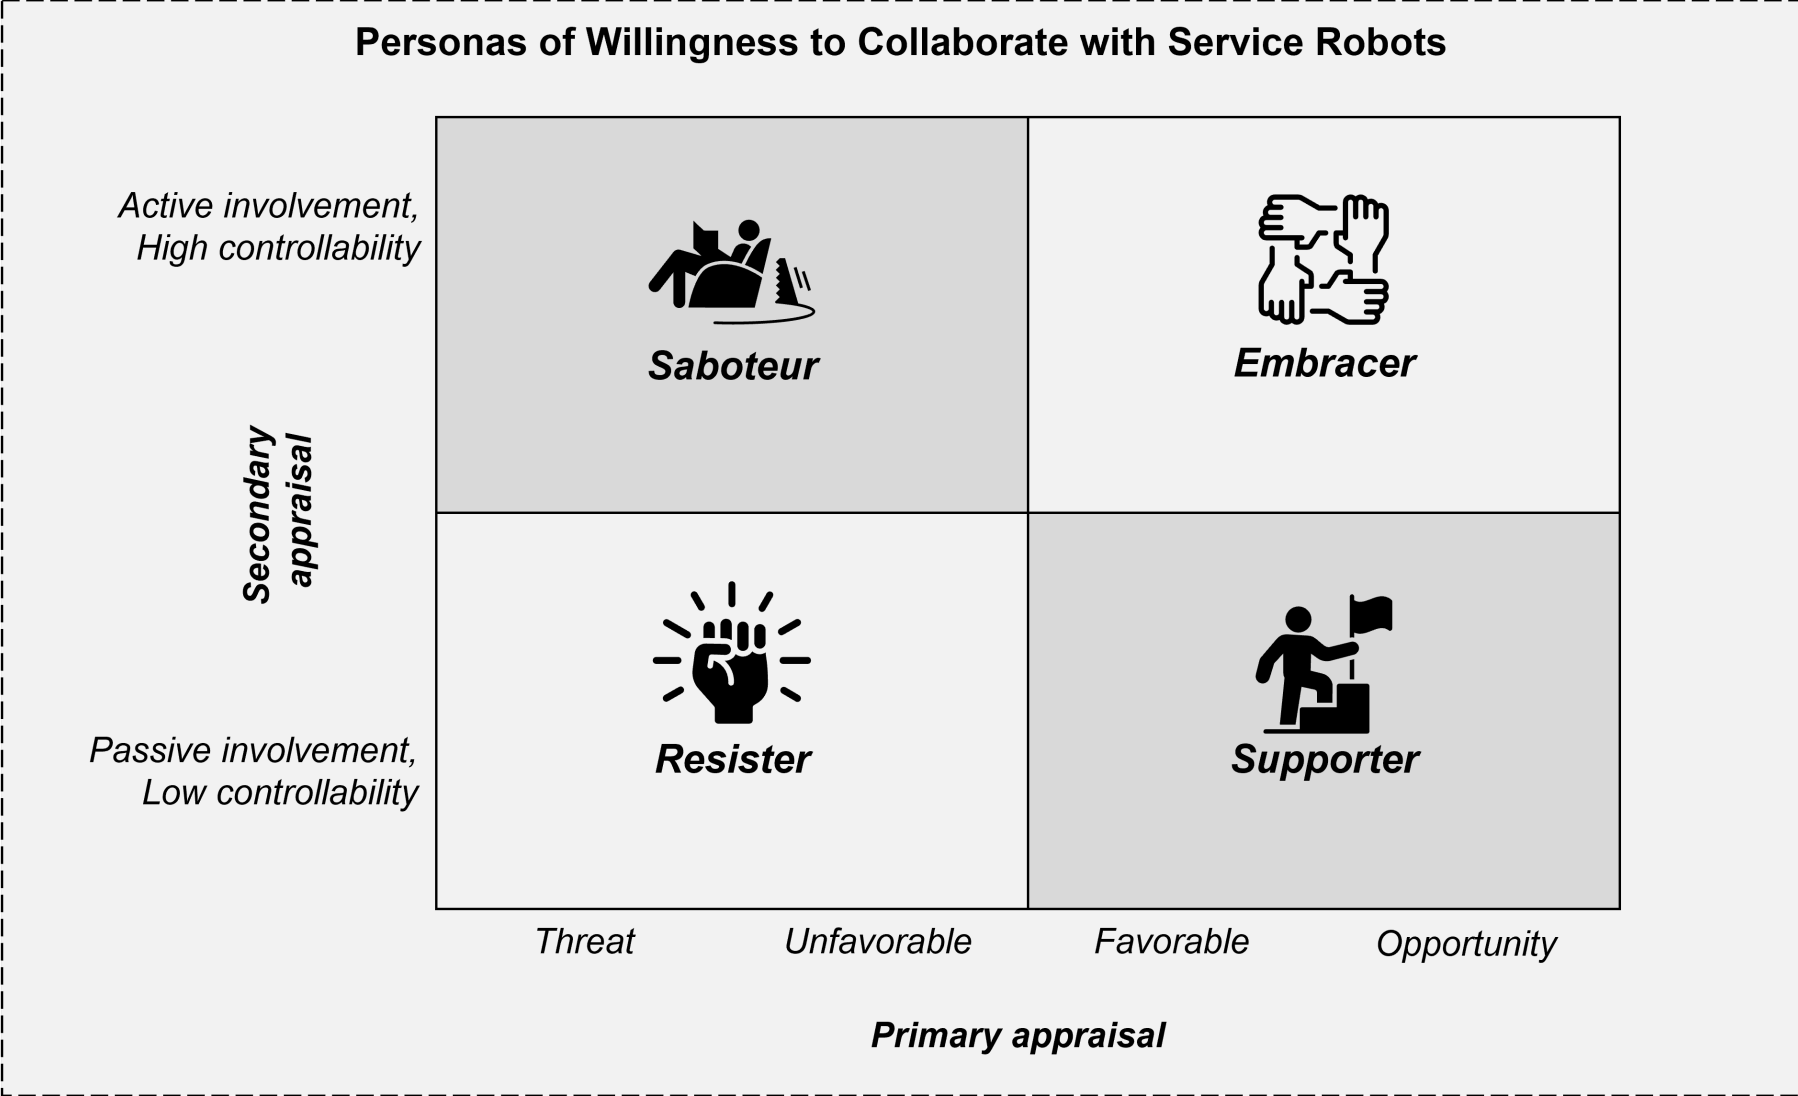 Personas of Willingness to Collaborate with Service Robots
Active involvement,
High controllability
Saboteur
Embracer
Secondary
appraisal
Passive involvement,
Low controllability
Resister
Supporter
Threat
Unfavorable
Favorable
Opportunity
Primary appraisal